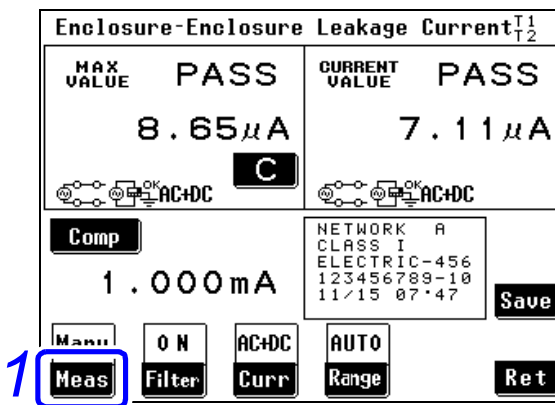 Enclosure-Enclosure Leakage Current T1 T2
MAX VALUE PASS
8.65μA
C
OK AC+DC
CURRENT VALUE PASS
7.11μA
OK AC+DC
Comp
1.000mA
NETWORK A
CLASS I
ELECTRIC-456
123456789-10
11/15 07:47
Save
Manu ON AC+DC AUTO
1 Meas Filter Curr Range Ret